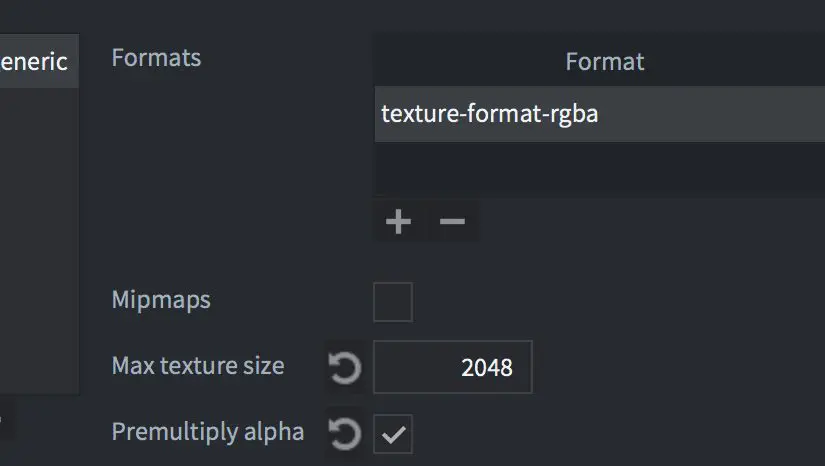 eneric
Formats
Format
texture-format-rgba
Mipmaps
Max texture size
2048
Premultiply alpha